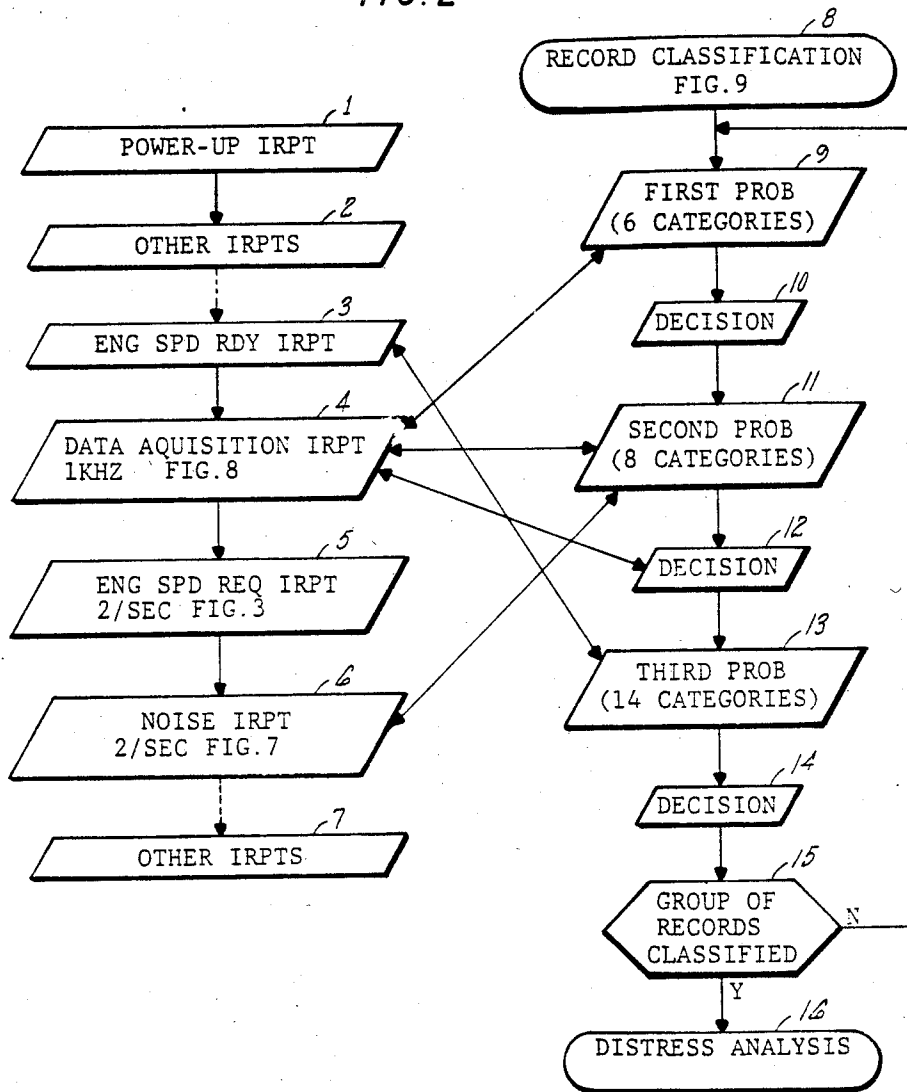 FIG. 2
1
POWER-UP IRPT
2
OTHER IRPTS
3
ENG SPD RDY IRPT
4
DATA AQUISITION IRPT
1KHZ FIG.8
5
ENG SPD REQ IRPT
2/SEC FIG.3
6
NOISE IRPT
2/SEC FIG.7
7
OTHER IRPTS
8
RECORD CLASSIFICATION
FIG.9
9
FIRST PROB
(6 CATEGORIES)
10
DECISION
11
SECOND PROB
(8 CATEGORIES)
12
DECISION
13
THIRD PROB
(14 CATEGORIES)
14
DECISION
15
GROUP OF
RECORDS
CLASSIFIED
N
Y
16
DISTRESS ANALYSIS